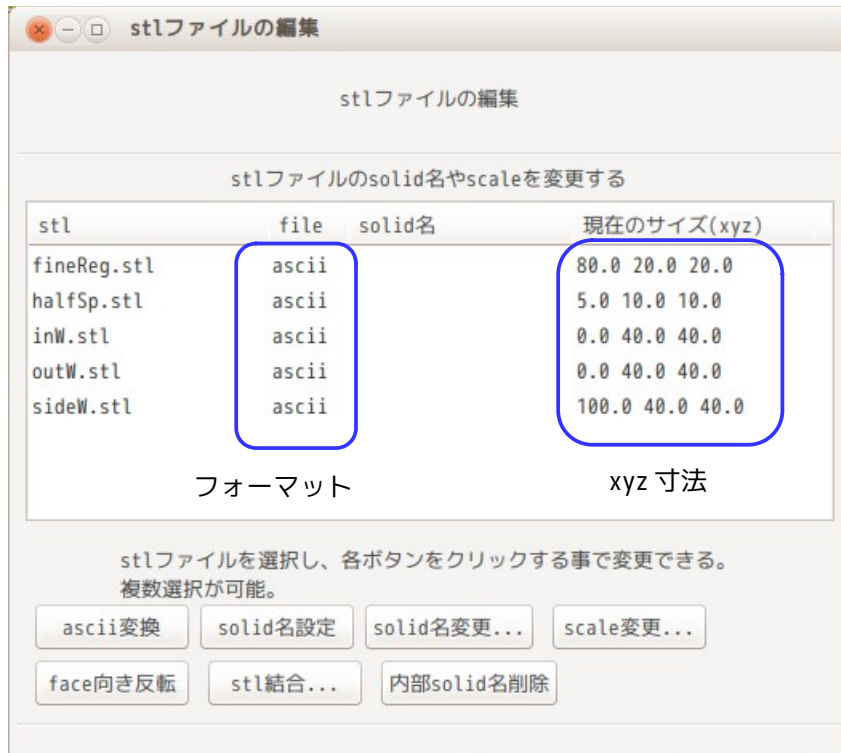 stlファイルの編集
stlファイルの編集
stlファイルのsolid名やscaleを変更する
stl file solid名 現在のサイズ(xyz)
fineReg.stl ascii 80.0 20.0 20.0
halfSp.stl ascii 5.0 10.0 10.0
inW.stl ascii 0.0 40.0 40.0
outW.stl ascii 0.0 40.0 40.0
sideW.stl ascii 100.0 40.0 40.0
フォーマット xyz 寸法
stlファイルを選択し、各ボタンをクリックする事で変更できる。
複数選択が可能。
ascii変換 solid名設定 solid名変更... scale変更...
face向き反転 stl結合... 内部solid名削除